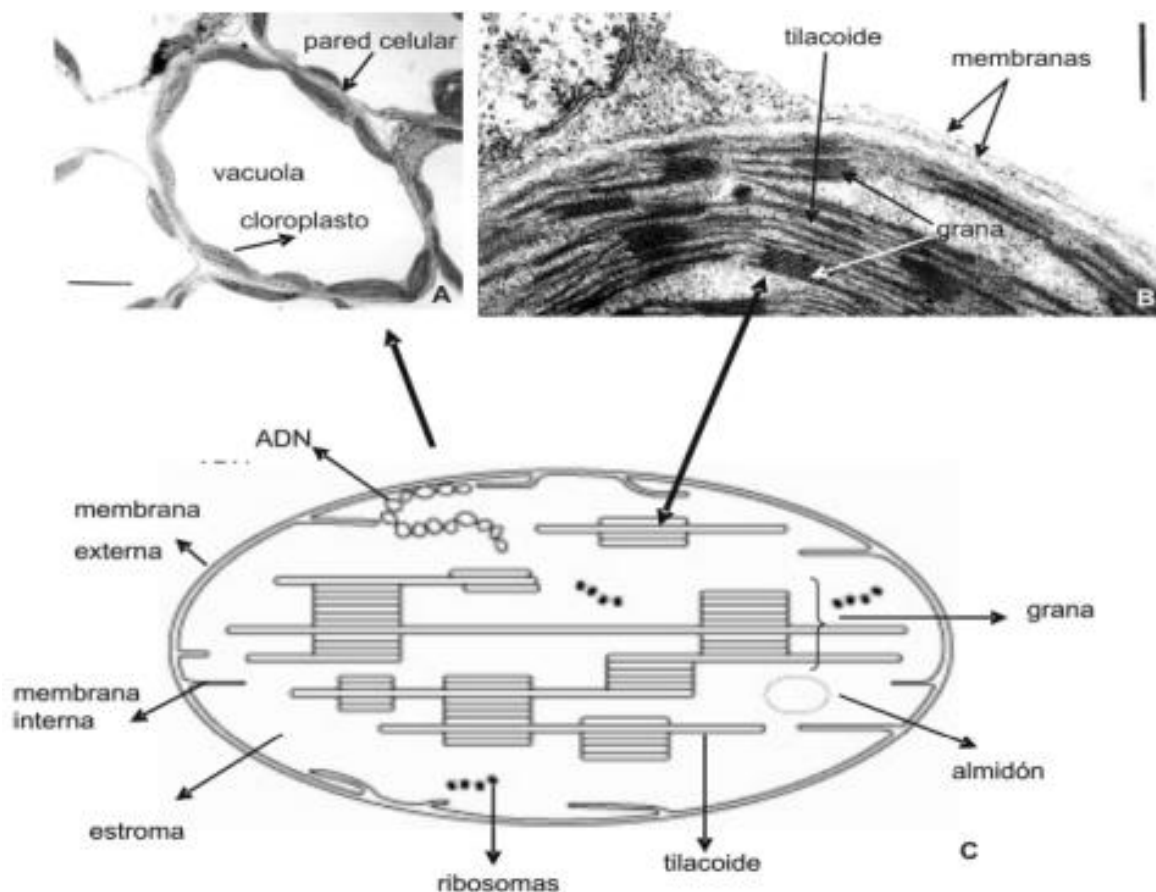 pared celular
vacuola
cloroplasto
A
tilacoide
membranas
grana
B
ADN
membrana
externa
grana
membrana
interna
almidón
estroma
tilacoide
C
ribosomas